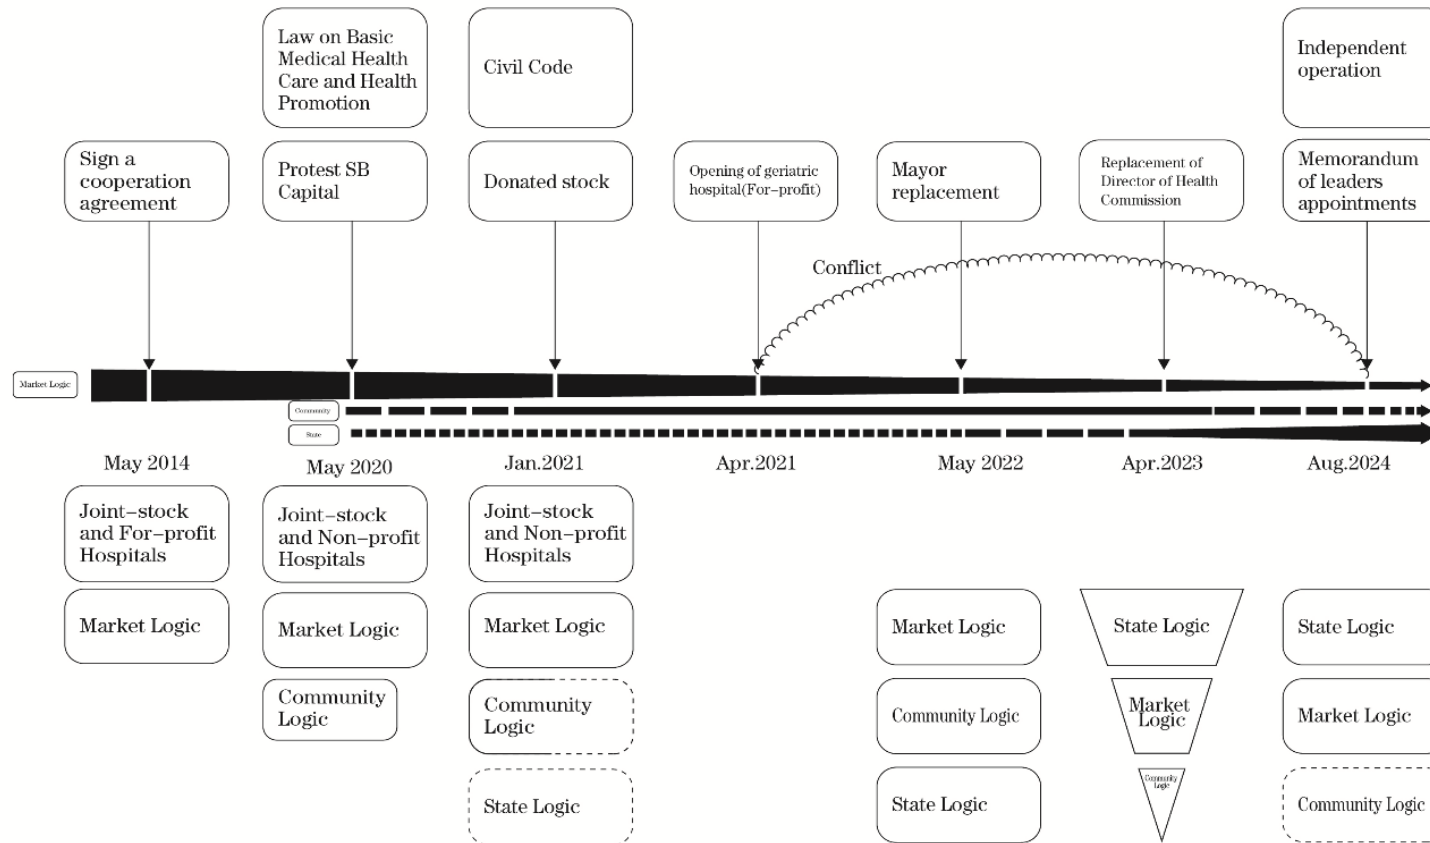 Law on Basic
Medical Health
Care and Health
Promotion
Civil Code
Independent
operation
Sign a
cooperation
agreement
Protest SB
Capital
Donated stock
Opening of geriatric
hospital(For-profit)
Mayor
replacement
Replacement of
Director of Health
Commission
Memorandum
of leaders
appointments
Conflict
Market Logic
Community
State
May 2014
May 2020
Jan.2021
Apr.2021
May 2022
Apr.2023
Aug.2024
Joint-stock
and For-profit
Hospitals
Joint-stock
and Non-profit
Hospitals
Joint-stock
and Non-profit
Hospitals
Market Logic
Market Logic
Market Logic
Market Logic
State Logic
State Logic
Community
Logic
Community
Logic
Community Logic
Market
Logic
Market Logic
State Logic
State Logic
Community
Logic
Community Logic